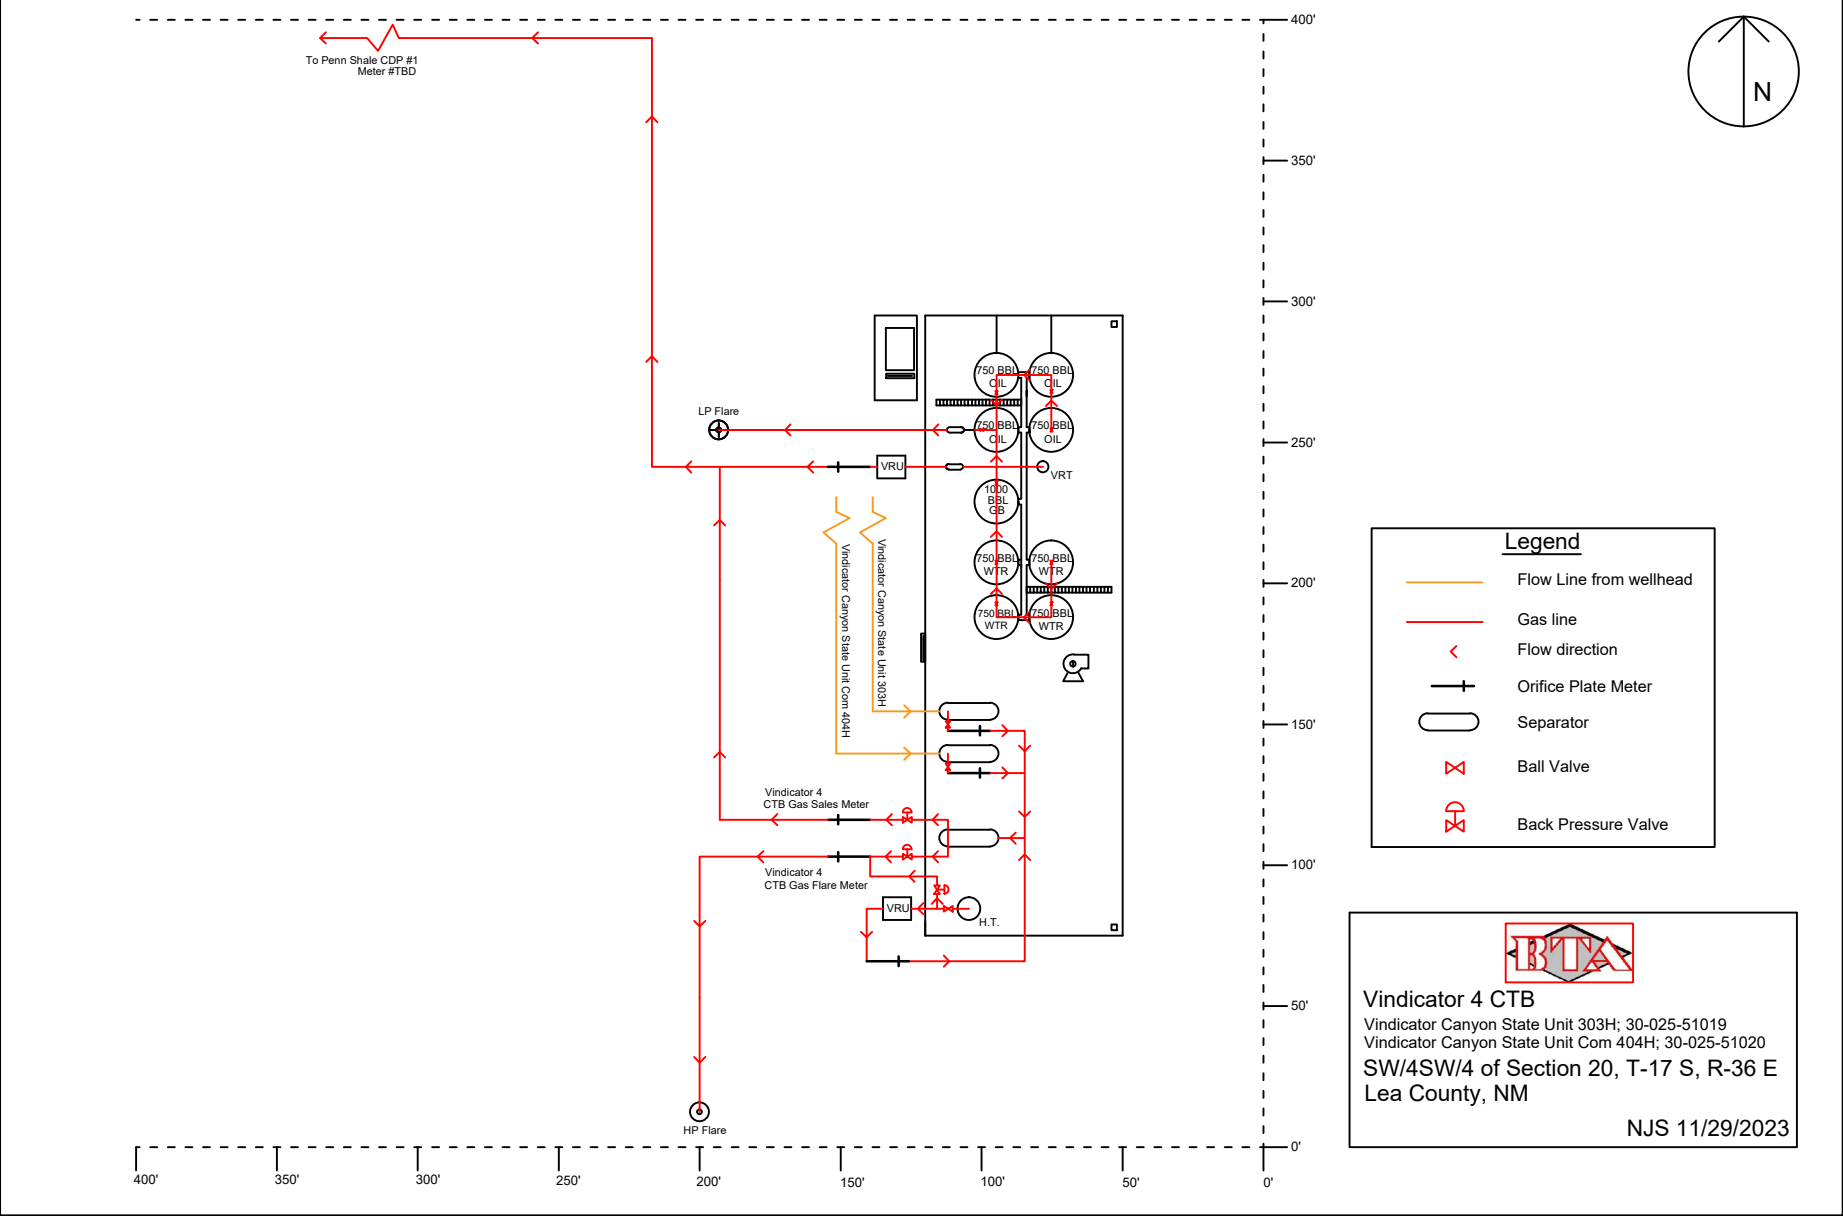 400'
To Penn Shale CDP #1
Meter #TBD
N
350'
300'
750 BBL
OIL
750 BBL
OIL
LP Flare
750 BBL
OIL
750 BBL
OIL
250'
VRU
VRT
1000
BBL
GB
Vindicator Canyon State Unit Com 404H
Vindicator Canyon State Unit 303H
750 BBL
WTR
750 BBL
WTR
200'
750 BBL
WTR
750 BBL
WTR
Legend
Flow Line from wellhead
Gas line
Flow direction
Orifice Plate Meter
Separator
Ball Valve
Back Pressure Valve
150'
Vindicator 4
CTB Gas Sales Meter
100'
Vindicator 4
CTB Gas Flare Meter
VRU
H.T.
50'
BTA
Vindicator 4 CTB
Vindicator Canyon State Unit 303H; 30-025-51019
Vindicator Canyon State Unit Com 404H; 30-025-51020
SW/4SW/4 of Section 20, T-17 S, R-36 E
Lea County, NM
NJS 11/29/2023
HP Flare
0'
400'
350'
300'
250'
200'
150'
100'
50'
0'